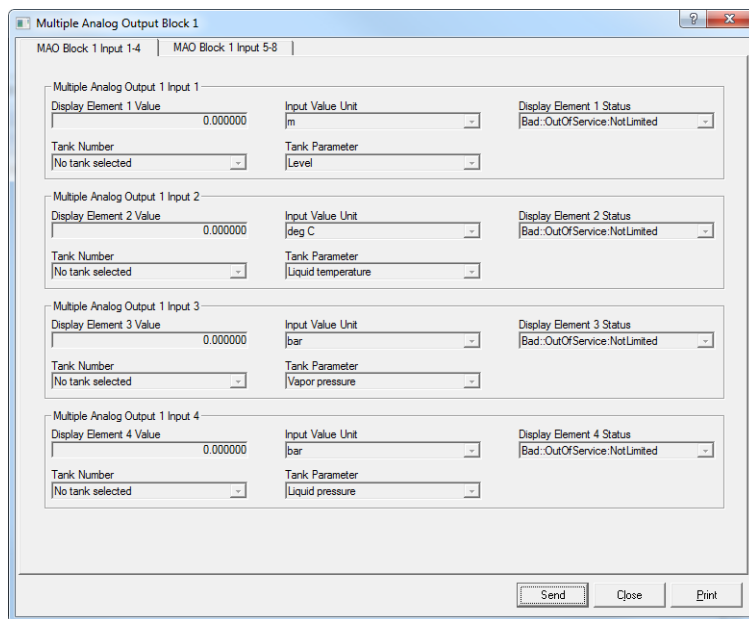 Multiple Analog Output Block 1
MAO Block 1 Input 1-4 MAO Block 1 Input 5-8
Multiple Analog Output 1 Input 1
Display Element 1 Value Input Value Unit Display Element 1 Status
0.000000 m Bad::OutOfService:NotLimited
Tank Number Tank Parameter
No tank selected Level
Multiple Analog Output 1 Input 2
Display Element 2 Value Input Value Unit Display Element 2 Status
0.000000 deg C Bad::OutOfService:NotLimited
Tank Number Tank Parameter
No tank selected Liquid temperature
Multiple Analog Output 1 Input 3
Display Element 3 Value Input Value Unit Display Element 3 Status
0.000000 bar Bad::OutOfService:NotLimited
Tank Number Tank Parameter
No tank selected Vapor pressure
Multiple Analog Output 1 Input 4
Display Element 4 Value Input Value Unit Display Element 4 Status
0.000000 bar Bad::OutOfService:NotLimited
Tank Number Tank Parameter
No tank selected Liquid pressure
Send Close Print